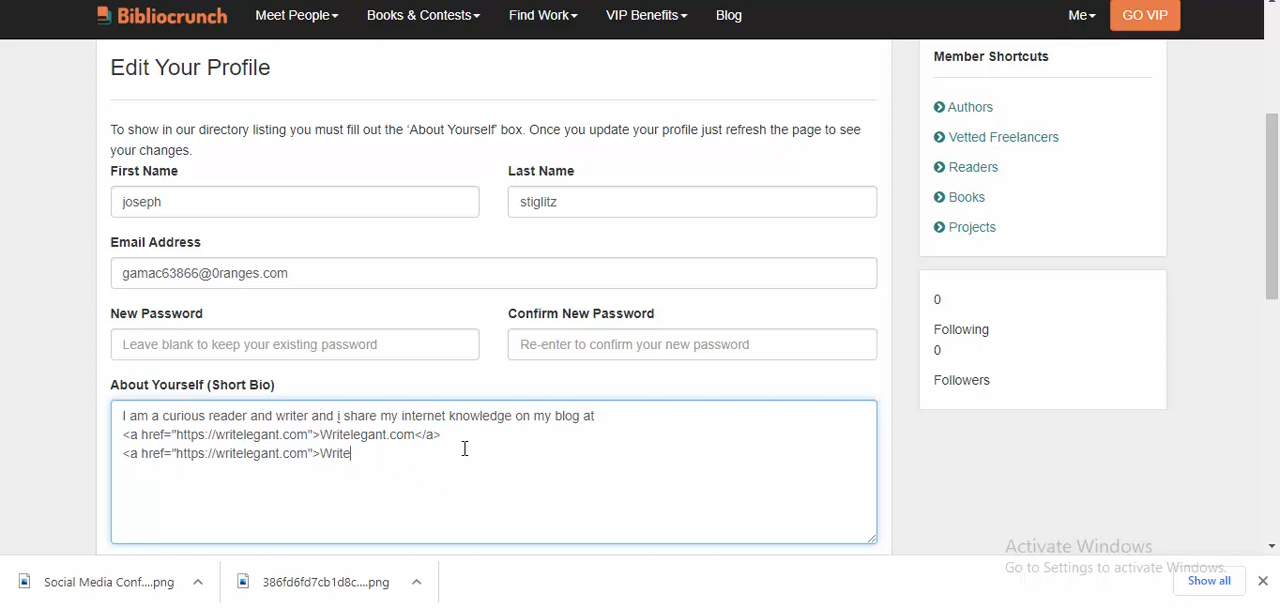 Bibliocrunch Meet People Books & Contests Find Work VIP Benefits Blog Me GO VIP
Edit Your Profile
To show in our directory listing you must fill out the 'About Yourself' box. Once you update your profile just refresh the page to see
your changes.
First Name Last Name
joseph stiglitz
Email Address
gamac63866@0ranges.com
New Password Confirm New Password
Leave blank to keep your existing password Re-enter to confirm your new password
About Yourself (Short Bio)
I am a curious reader and writer and i share my internet knowledge on my blog at
<a href="https://writelegant.com">Writelegant.com</a>
<a href="https://writelegant.com">Write
Member Shortcuts
Authors
Vetted Freelancers
Readers
Books
Projects
0
Following
0
Followers
Activate Windows
Go to Settings to activate Windows.
Social Media Conf....png 386fd6fd7cb1d8c....png Show all